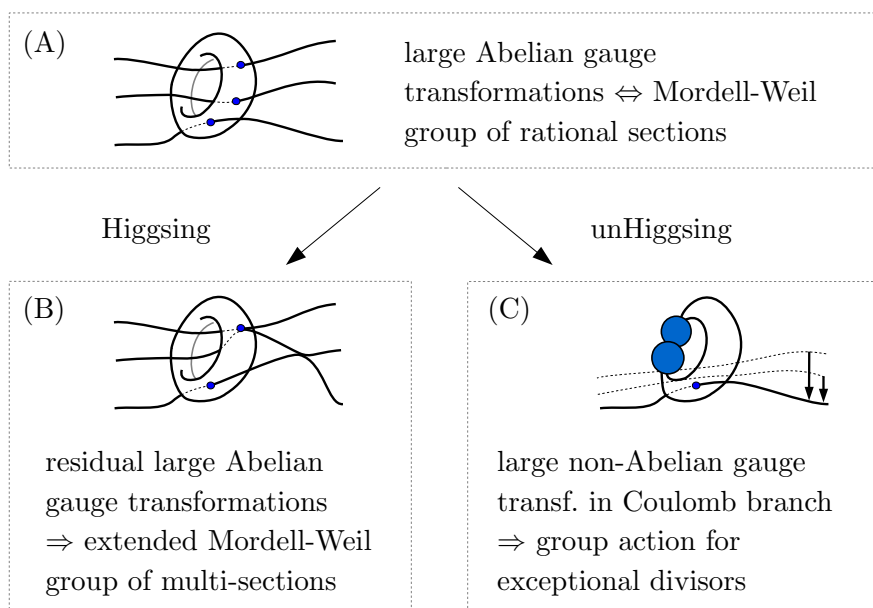 (A)
large Abelian gauge
transformations ⇔ Mordell-Weil
group of rational sections
Higgsing
unHiggsing
(B)
residual large Abelian
gauge transformations
⇒ extended Mordell-Weil
group of multi-sections
(C)
large non-Abelian gauge
transf. in Coulomb branch
⇒ group action for
exceptional divisors